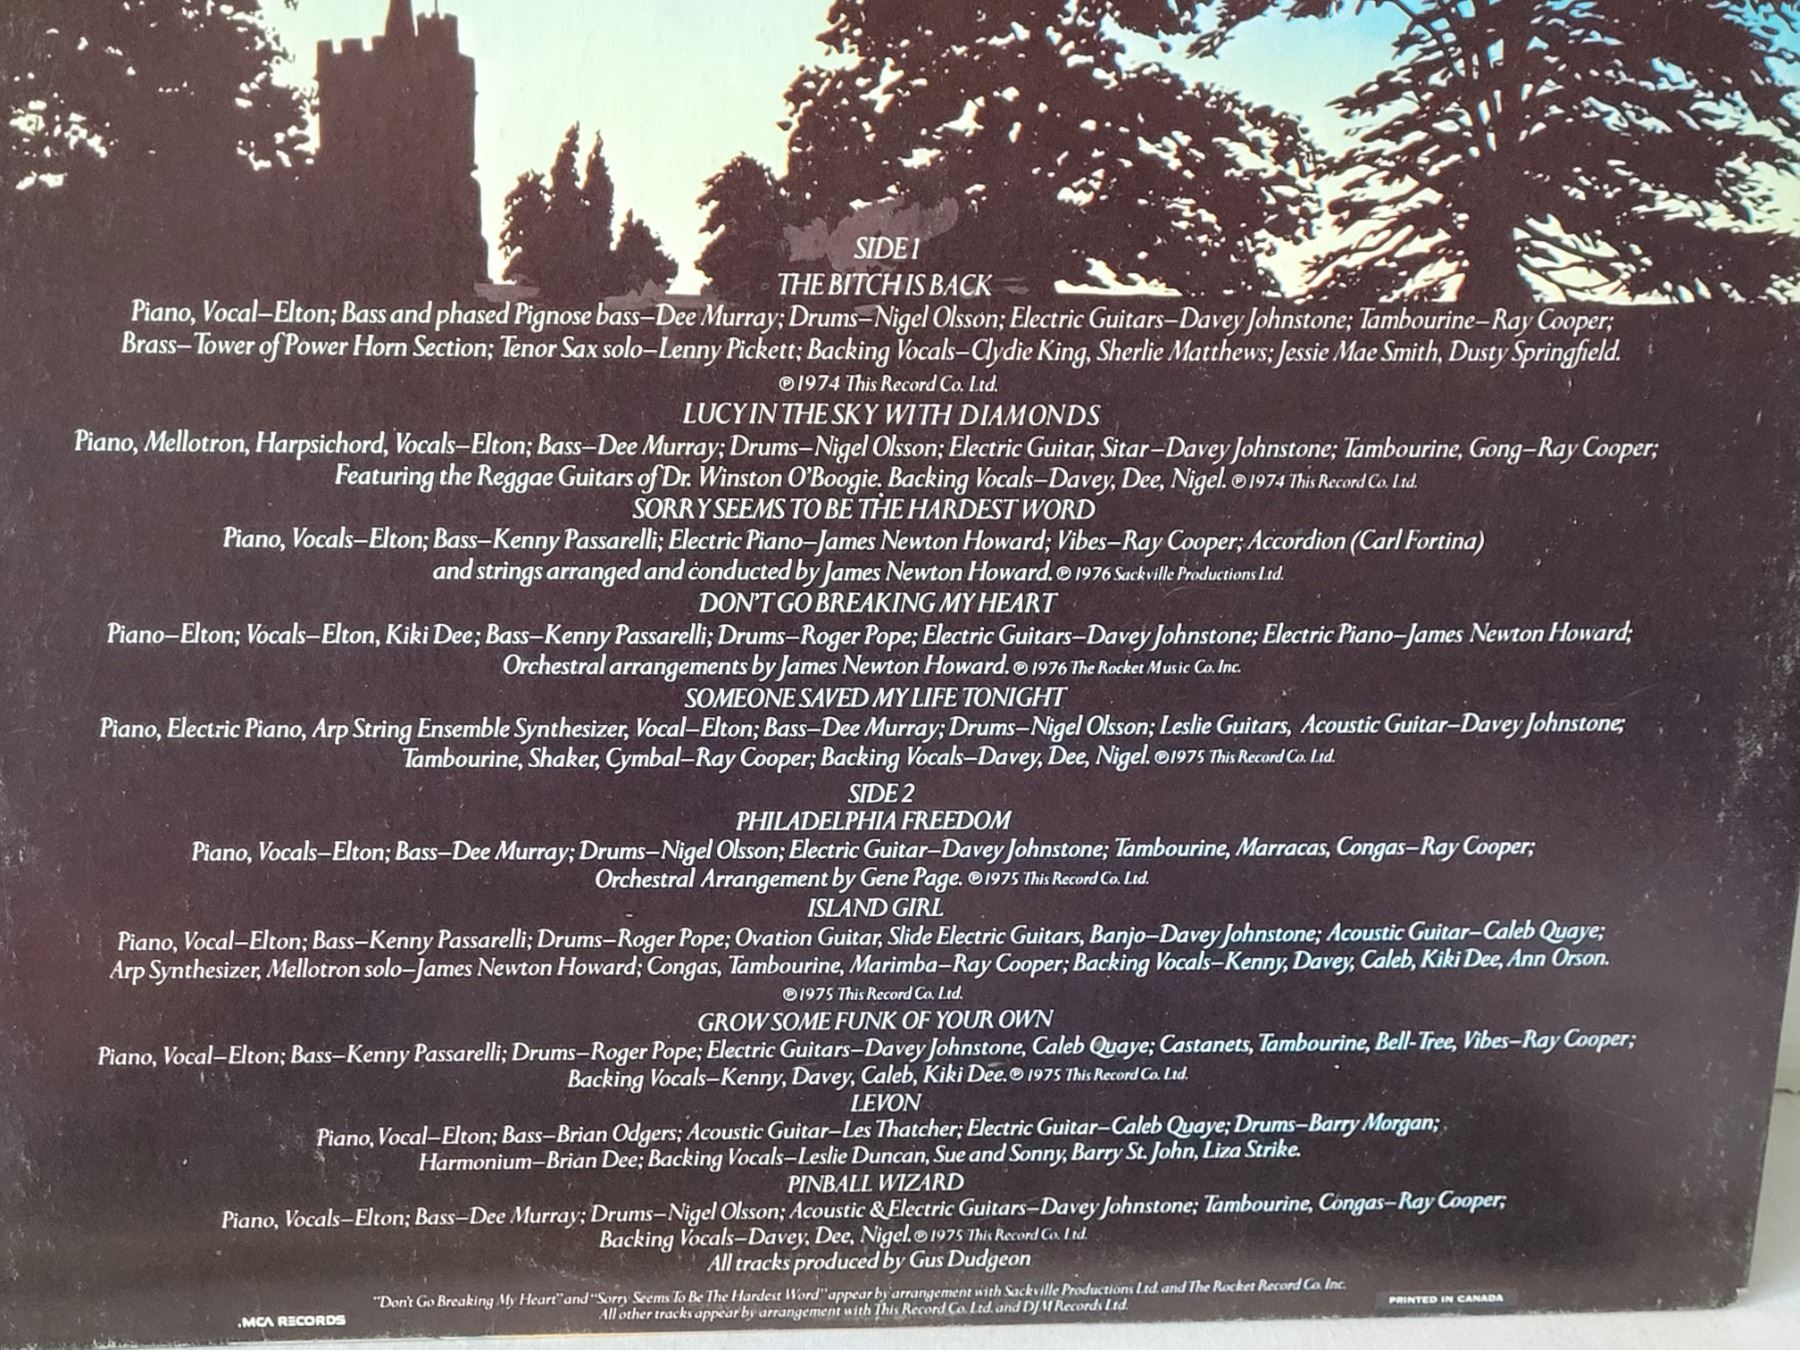 SIDE 1
THE BITCH IS BACK
Piano, Vocal–Elton; Bass and phased Pignose bass–Dee Murray; Drums–Nigel Olsson; Electric Guitars–Davey Johnstone; Tambourine–Ray Cooper;
Brass–Tower of Power Horn Section; Tenor Sax solo–Lenny Pickett; Backing Vocals–Clydie King, Sherlie Matthews; Jessie Mae Smith, Dusty Springfield.
℗1974 This Record Co. Ltd.
LUCY IN THE SKY WITH DIAMONDS
Piano, Mellotron, Harpsichord, Vocals–Elton; Bass–Dee Murray; Drums–Nigel Olsson; Electric Guitar, Sitar–Davey Johnstone; Tambourine, Gong–Ray Cooper;
Featuring the Reggae Guitars of Dr. Winston O'Boogie. Backing Vocals–Davey, Dee, Nigel. ℗1974 This Record Co. Ltd.
SORRY SEEMS TO BE THE HARDEST WORD
Piano, Vocals–Elton; Bass–Kenny Passarelli; Electric Piano–James Newton Howard; Vibes–Ray Cooper; Accordion (Carl Fortina)
and strings arranged and conducted by James Newton Howard. ℗ 1976 Sackville Productions Ltd.
DON'T GO BREAKING MY HEART
Piano–Elton; Vocals–Elton, Kiki Dee; Bass–Kenny Passarelli; Drums–Roger Pope; Electric Guitars–Davey Johnstone; Electric Piano–James Newton Howard;
Orchestral arrangements by James Newton Howard. ℗ 1976 The Rocket Music Co. Inc.
SOMEONE SAVED MY LIFE TONIGHT
Piano, Electric Piano, Arp String Ensemble Synthesizer, Vocal–Elton; Bass–Dee Murray; Drums–Nigel Olsson; Leslie Guitars, Acoustic Guitar–Davey Johnstone;
Tambourine, Shaker, Cymbal–Ray Cooper; Backing Vocals–Davey, Dee, Nigel. ℗1975 This Record Co. Ltd.
SIDE 2
PHILADELPHIA FREEDOM
Piano, Vocals–Elton; Bass–Dee Murray; Drums–Nigel Olsson; Electric Guitar–Davey Johnstone; Tambourine, Marracas, Congas–Ray Cooper;
Orchestral Arrangement by Gene Page. ℗1975 This Record Co. Ltd.
ISLAND GIRL
Piano, Vocal–Elton; Bass–Kenny Passarelli; Drums–Roger Pope; Ovation Guitar, Slide Electric Guitars, Banjo–Davey Johnstone; Acoustic Guitar–Caleb Quaye;
Arp Synthesizer, Mellotron solo–James Newton Howard; Congas, Tambourine, Marimba–Ray Cooper; Backing Vocals–Kenny, Davey, Caleb, Kiki Dee, Ann Orson.
℗1975 This Record Co. Ltd.
GROW SOME FUNK OF YOUR OWN
Piano, Vocal–Elton; Bass–Kenny Passarelli; Drums–Roger Pope; Electric Guitars–Davey Johnstone, Caleb Quaye; Castanets, Tambourine, Bell-Tree, Vibes–Ray Cooper;
Backing Vocals–Kenny, Davey, Caleb, Kiki Dee. ℗ 1975 This Record Co. Ltd.
LEVON
Piano, Vocal–Elton; Bass–Brian Odgers; Acoustic Guitar–Les Thatcher; Electric Guitar–Caleb Quaye; Drums–Barry Morgan;
Harmonium–Brian Dee; Backing Vocals–Leslie Duncan, Sue and Sonny, Barry St. John, Liza Strike.
PINBALL WIZARD
Piano, Vocals–Elton; Bass–Dee Murray; Drums–Nigel Olsson; Acoustic & Electric Guitars–Davey Johnstone; Tambourine, Congas–Ray Cooper;
Backing Vocals–Davey, Dee, Nigel. ℗ 1975 This Record Co. Ltd.
All tracks produced by Gus Dudgeon
"Don't Go Breaking My Heart" and "Sorry Seems To Be The Hardest Word" appear by arrangement with Sackville Productions Ltd. and The Rocket Record Co. Inc.
All other tracks appear by arrangement with This Record Co. Ltd. and DJM Records Ltd.
MCA RECORDS
PRINTED IN CANADA